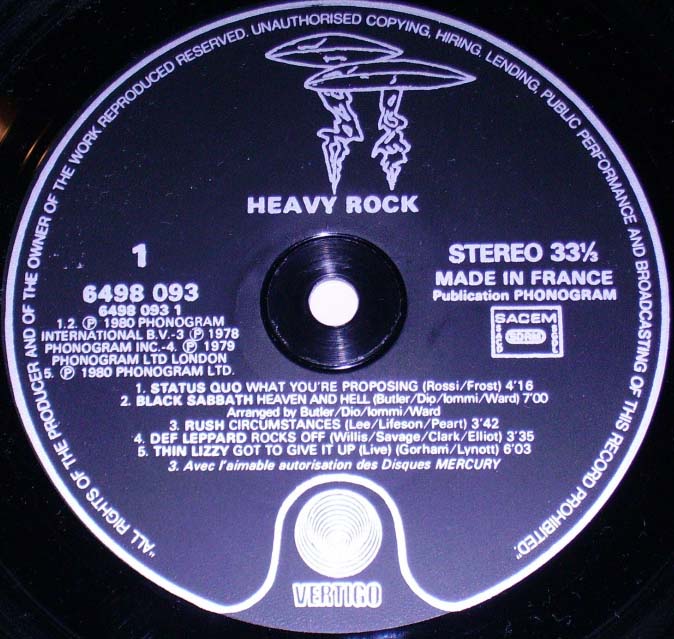 "ALL RIGHTS OF THE PRODUCER AND OF THE OWNER OF THE WORK REPRODUCED RESERVED. UNAUTHORISED COPYING, HIRING, LENDING, PUBLIC PERFORMANCE AND BROADCASTING OF THIS RECORD PROHIBITED."
HEAVY ROCK
1
6498 093
6498 093 1
1.2. ℗ 1980 PHONOGRAM
INTERNATIONAL B.V.-3 ℗ 1978
PHONOGRAM INC.-4 ℗ 1979
PHONOGRAM LTD LONDON
5. ℗ 1980 PHONOGRAM LTD.
STEREO 33⅓
MADE IN FRANCE
Publication PHONOGRAM
SACEM
SACD
SDRM
SGDL
1. STATUS QUO WHAT YOU'RE PROPOSING (Rossi/Frost) 4'16
2. BLACK SABBATH HEAVEN AND HELL (Butler/Dio/Iommi/Ward) 7'00
Arranged by Butler/Dio/Iommi/Ward
3. RUSH CIRCUMSTANCES (Lee/Lifeson/Peart) 3'42
4. DEF LEPPARD ROCKS OFF (Willis/Savage/Clark/Elliot) 3'35
5. THIN LIZZY GOT TO GIVE IT UP (Live) (Gorham/Lynott) 6'03
3. Avec l'aimable autorisation des Disques MERCURY
VERTIGO